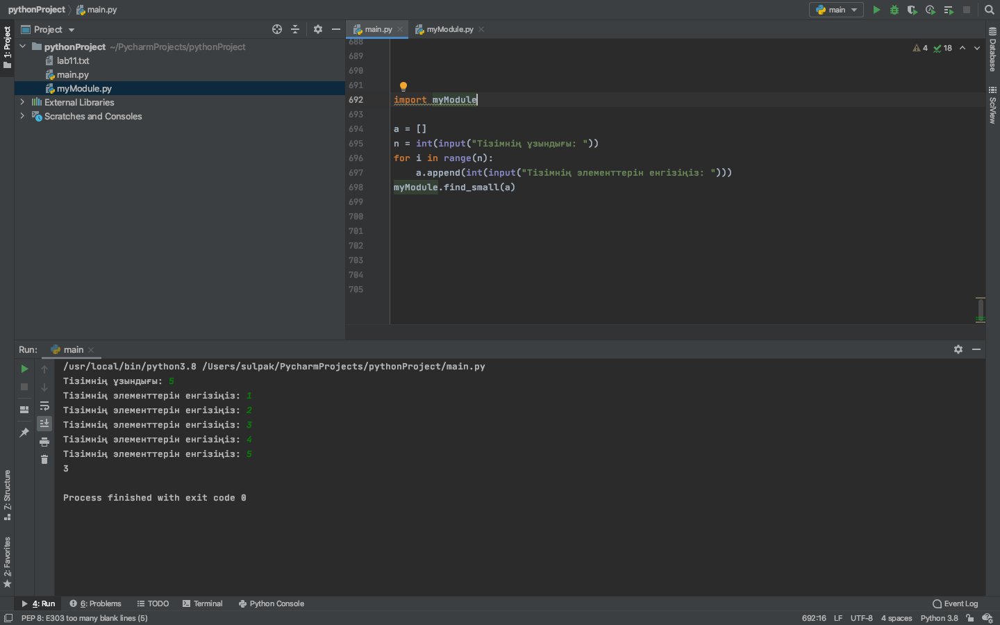 pythonProject main.py
main
Project
main.py
myModule.py
1: Project
pythonProject ~/PycharmProjects/pythonProject
lab11.txt
main.py
myModule.py
External Libraries
Scratches and Consoles
4 18
Database
SciView
688
689
690
691
692 import myModule
693
694 a = []
695 n = int(input("Тізімнің ұзындығы: "))
696 for i in range(n):
697 a.append(int(input("Тізімнің элементтерін енгізіңіз: ")))
698 myModule.find_small(a)
699
700
701
702
703
704
705
Run: main
/usr/local/bin/python3.8 /Users/sulpak/PycharmProjects/pythonProject/main.py
Тізімнің ұзындығы: 5
Тізімнің элементтерін енгізіңіз: 1
Тізімнің элементтерін енгізіңіз: 2
Тізімнің элементтерін енгізіңіз: 3
Тізімнің элементтерін енгізіңіз: 4
Тізімнің элементтерін енгізіңіз: 5
3
Process finished with exit code 0
Z: Structure
2: Favorites
4: Run 6: Problems TODO Terminal Python Console Event Log
PEP 8: E303 too many blank lines (5) 692:16 LF UTF-8 4 spaces Python 3.8